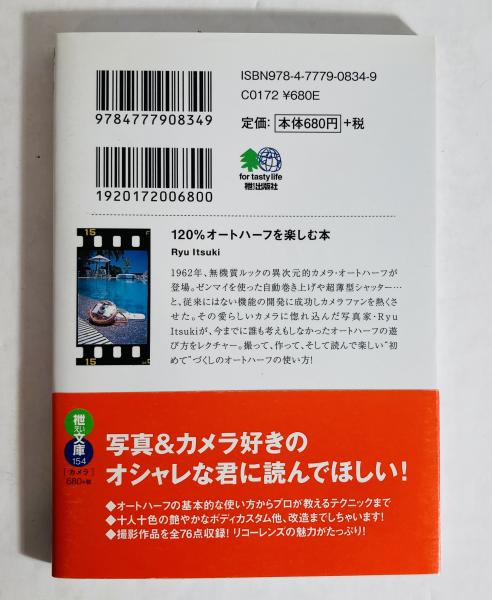 ISBN978-4-7779-0834-9
C0172 ¥680E
9784777908349
定価：本体680円+税
for tasty life
枻出版社
1920172006800
15
120%オートハーフを楽しむ本
Ryu Itsuki
1962年、無機質ルックの異次元的カメラ・オートハーフが
登場。ゼンマイを使った自動巻き上げや超薄型シャッター…
と、従来にはない機能の開発に成功しカメラファンを熱くさ
せた。その愛らしいカメラに惚れ込んだ写真家・Ryu
Itsukiが、今までに誰も考えもしなかったオートハーフの遊
び方をレクチャー。撮って、作って、そして読んで楽しい“初
めて”づくしのオートハーフの使い方！
15
枻えい文庫
154
[カメラ]
680+税
写真&カメラ好きの
オシャレな君に読んでほしい！
◆オートハーフの基本的な使い方からプロが教えるテクニックまで
◆十人十色の艶やかなボディカスタム他、改造までしちゃいます！
◆撮影作品を全76点収録！リコーレンズの魅力がたっぷり！